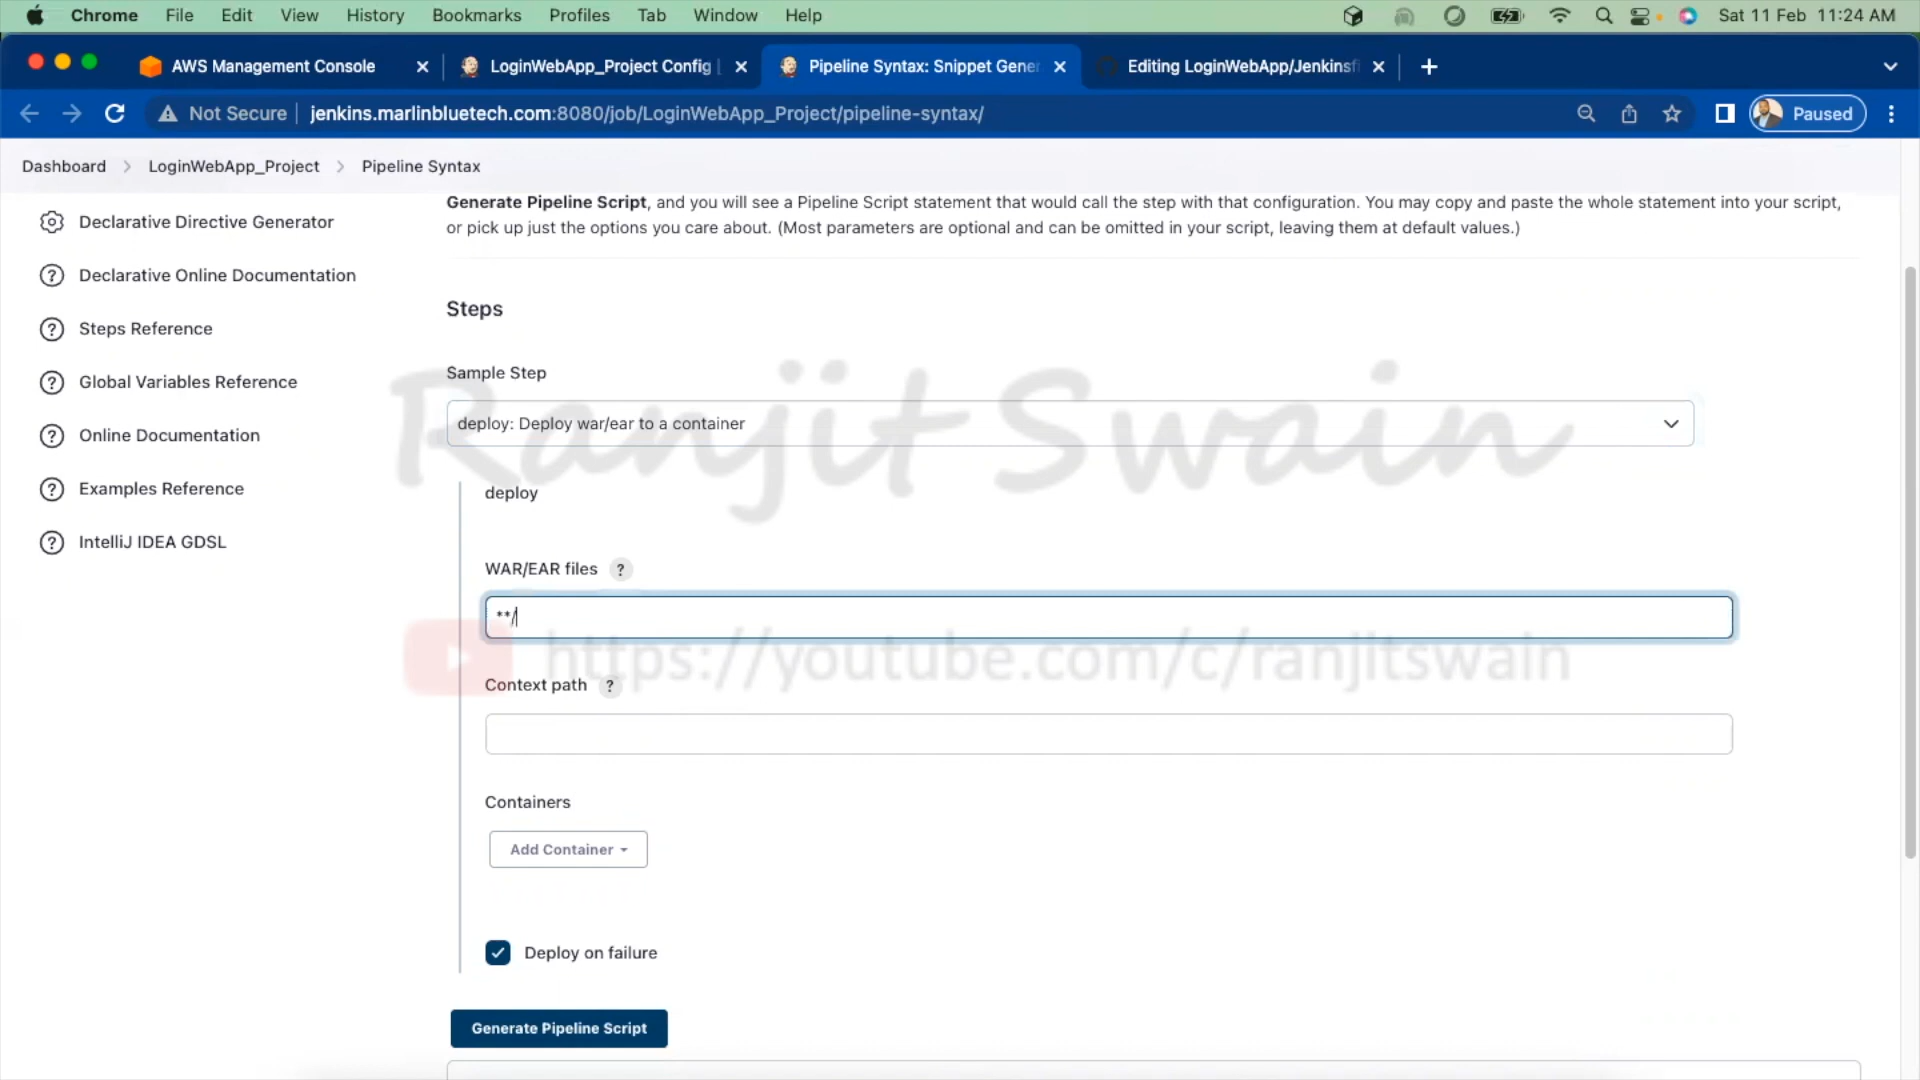 Chrome File Edit View History Bookmarks Profiles Tab Window Help Sat 11 Feb 11:24 AM
AWS Management Console LoginWebApp_Project Config Pipeline Syntax: Snippet Gene Editing LoginWebApp/Jenkinsf
Not Secure jenkins.marlinbluetech.com:8080/job/LoginWebApp_Project/pipeline-syntax/ Paused
Dashboard LoginWebApp_Project Pipeline Syntax
Declarative Directive Generator
Declarative Online Documentation
Steps Reference
Global Variables Reference
Online Documentation
Examples Reference
IntelliJ IDEA GDSL
Generate Pipeline Script, and you will see a Pipeline Script statement that would call the step with that configuration. You may copy and paste the whole statement into your script,
or pick up just the options you care about. (Most parameters are optional and can be omitted in your script, leaving them at default values.)
Steps
Sample Step
deploy: Deploy war/ear to a container
Ranjit Swain
deploy
WAR/EAR files ?
**/
https://youtube.com/c/ranjitswain
Context path ?
Containers
Add Container
Deploy on failure
Generate Pipeline Script